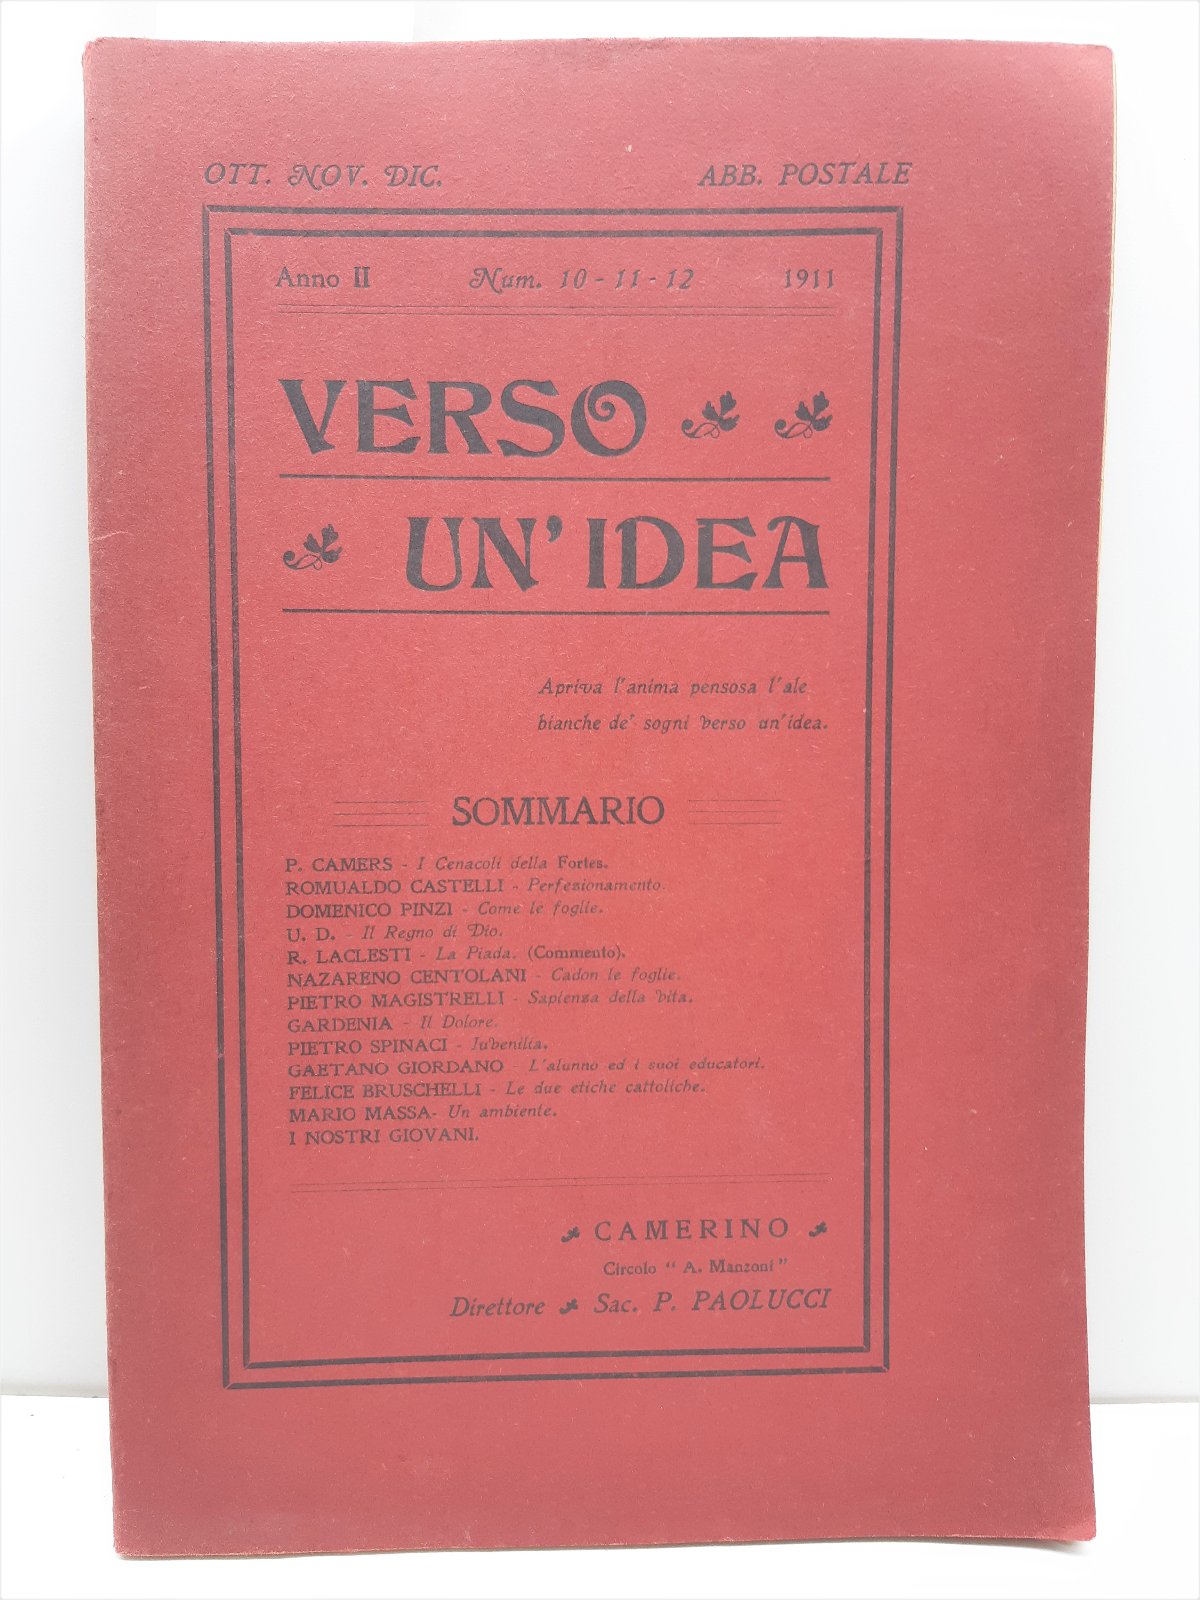 OTT. NOV. DIC. ABB. POSTALE
Anno II Num. 10 - 11 - 12 1911
VERSO
UN' IDEA
Apriva l'anima pensosa l'ale
bianche de' sogni verso un'idea.
SOMMARIO
P. CAMERS - I Cenacoli della Fortes.
ROMUALDO CASTELLI - Perfezionamento.
DOMENICO PINZI - Come le foglie.
U. D. - Il Regno di Dio.
R. LACLESTI - La Piada. (Commento).
NAZARENO CENTOLANI - Cadon le foglie.
PIETRO MAGISTRELLI - Sapienza della vita.
GARDENIA - Il Dolore.
PIETRO SPINACI - Iuvenilia.
GAETANO GIORDANO - L'alunno ed i suoi educatori.
FELICE BRUSCHELLI - Le due etiche cattoliche.
MARIO MASSA- Un ambiente.
I NOSTRI GIOVANI.
CAMERINO
Circolo " A. Manzoni "
Direttore Sac. P. PAOLUCCI